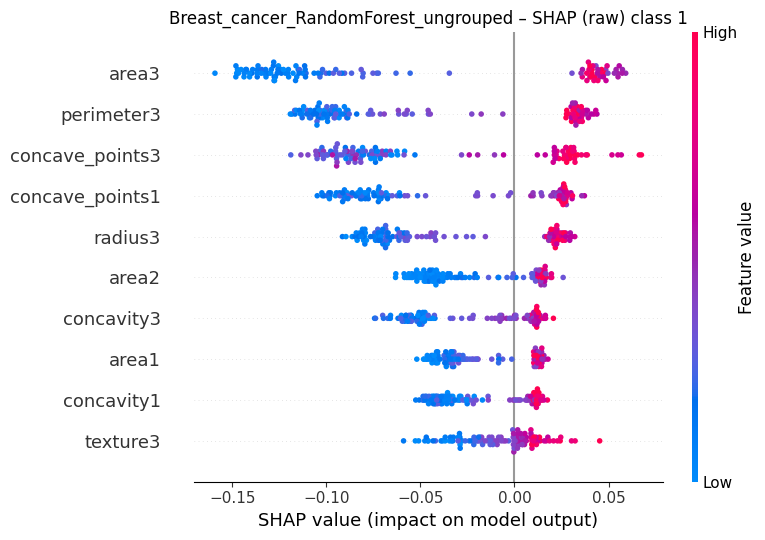 Breast_cancer_RandomForest_ungrouped – SHAP (raw) class 1
High
area3
perimeter3
concave_points3
concave_points1
radius3
area2
concavity3
area1
concavity1
texture3
Feature value
Low
−0.15 −0.10 −0.05 0.00 0.05
SHAP value (impact on model output)